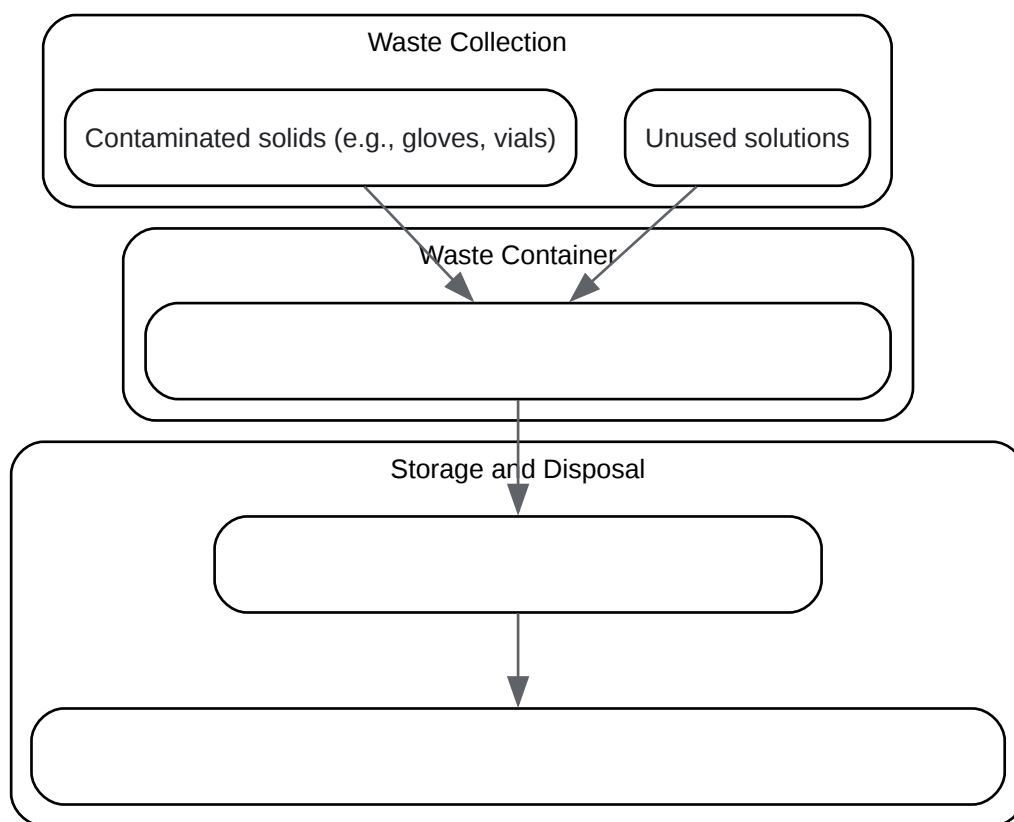 Waste Collection
Contaminated solids (e.g., gloves, vials)
Unused solutions
Waste Container
Storage and Disposal